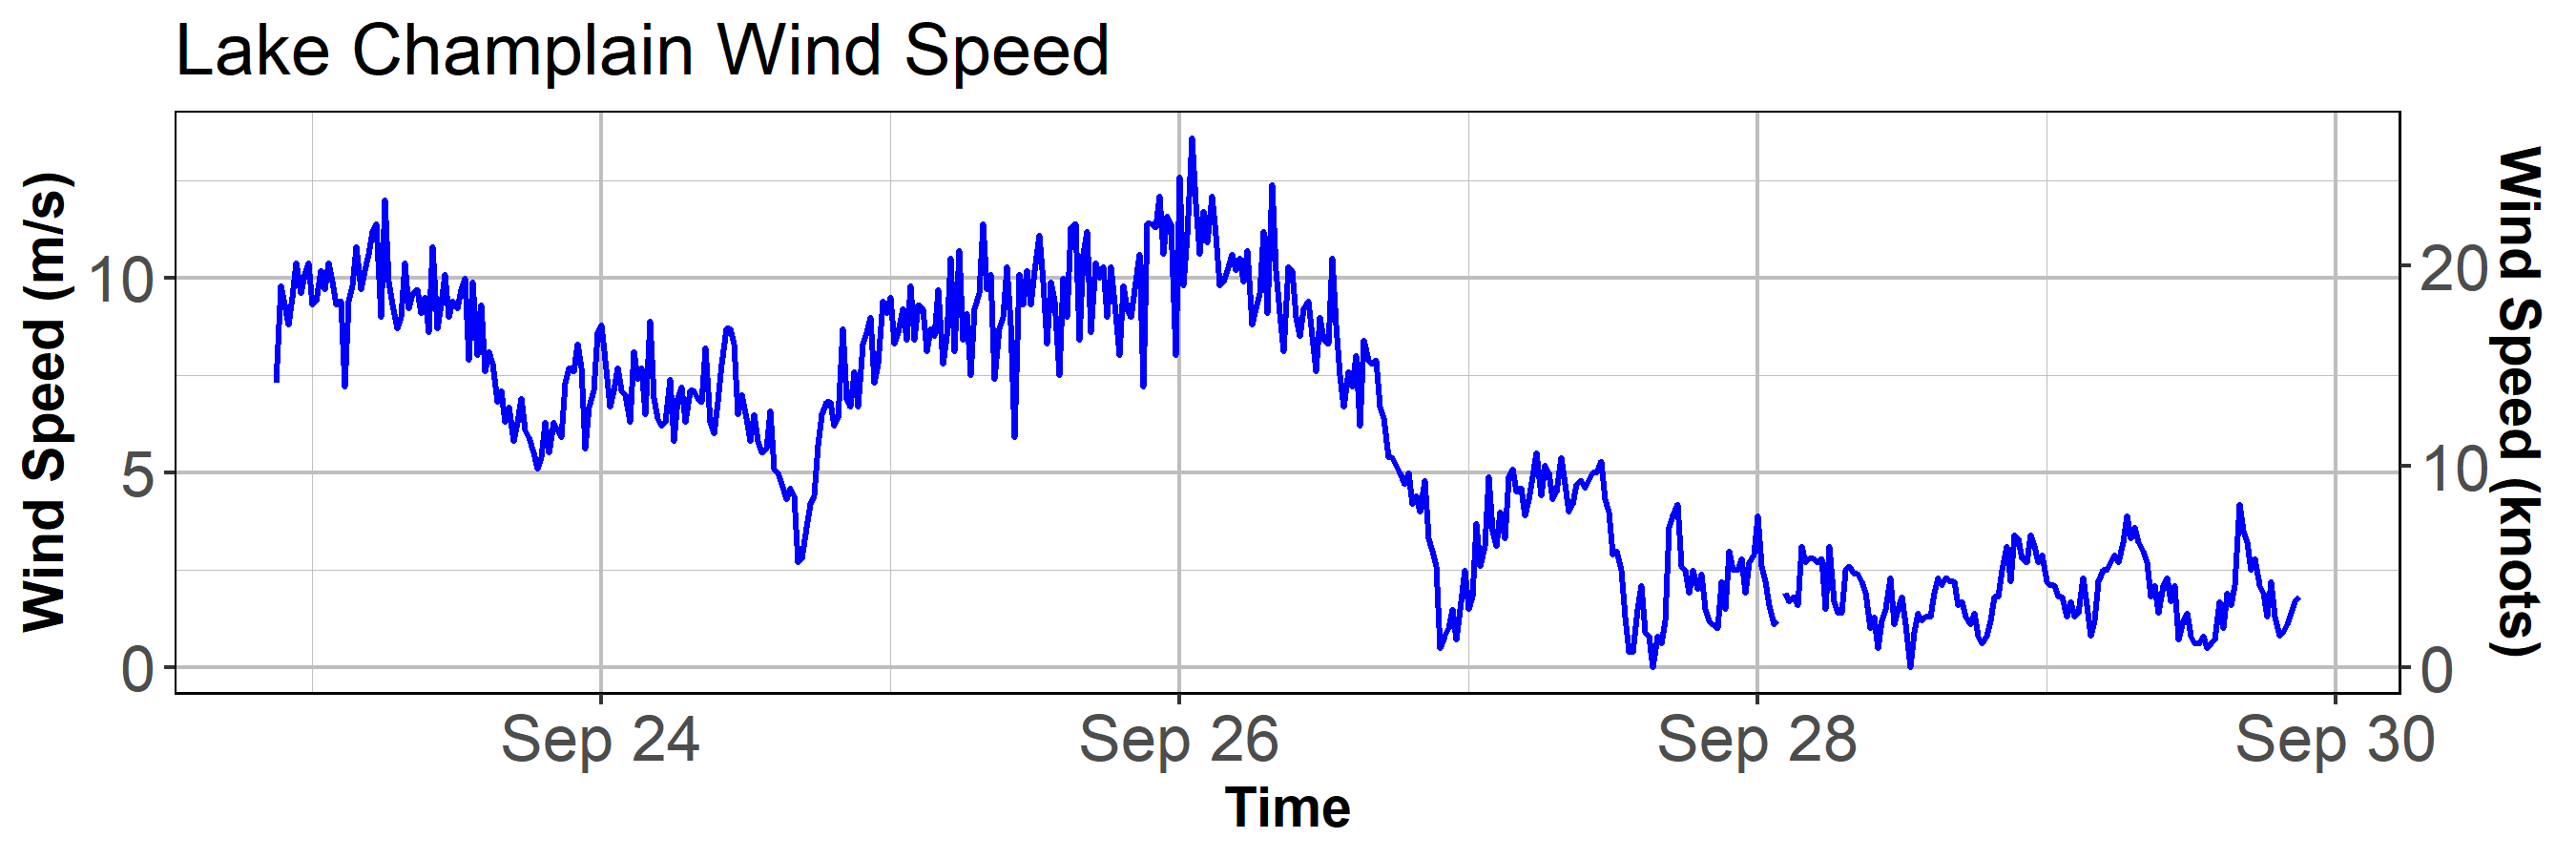 Lake Champlain Wind Speed
Wind Speed (m/s)
10
5
0
20
10
0
Wind Speed (knots)
Sep 24
Sep 26
Sep 28
Sep 30
Time